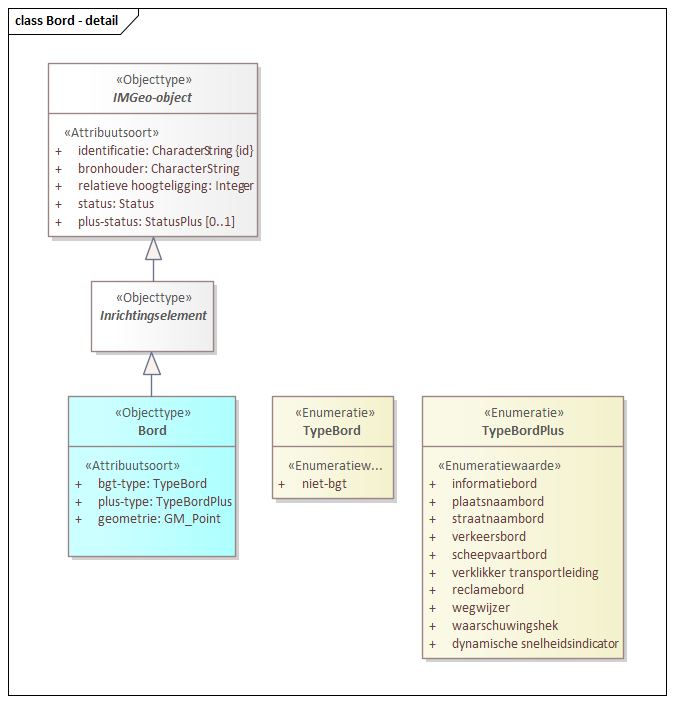 class Bord - detail
«Objecttype»
IMGeo-object
«Attribuutsoort»
+ identificatie: CharacterString {id}
+ bronhouder: CharacterString
+ relatieve hoogteligging: Integer
+ status: Status
+ plus-status: StatusPlus [0..1]
«Objecttype»
Inrichtingselement
«Objecttype»
Bord
«Attribuutsoort»
+ bgt-type: TypeBord
+ plus-type: TypeBordPlus
+ geometrie: GM_Point
«Enumeratie»
TypeBord
«Enumeratiew...
+ niet-bgt
«Enumeratie»
TypeBordPlus
«Enumeratiewaarde»
+ informatiebord
+ plaatsnaambord
+ straatnaambord
+ verkeersbord
+ scheepvaartbord
+ verklikker transportleiding
+ reclamebord
+ wegwijzer
+ waarschuwingshek
+ dynamische snelheidsindicator